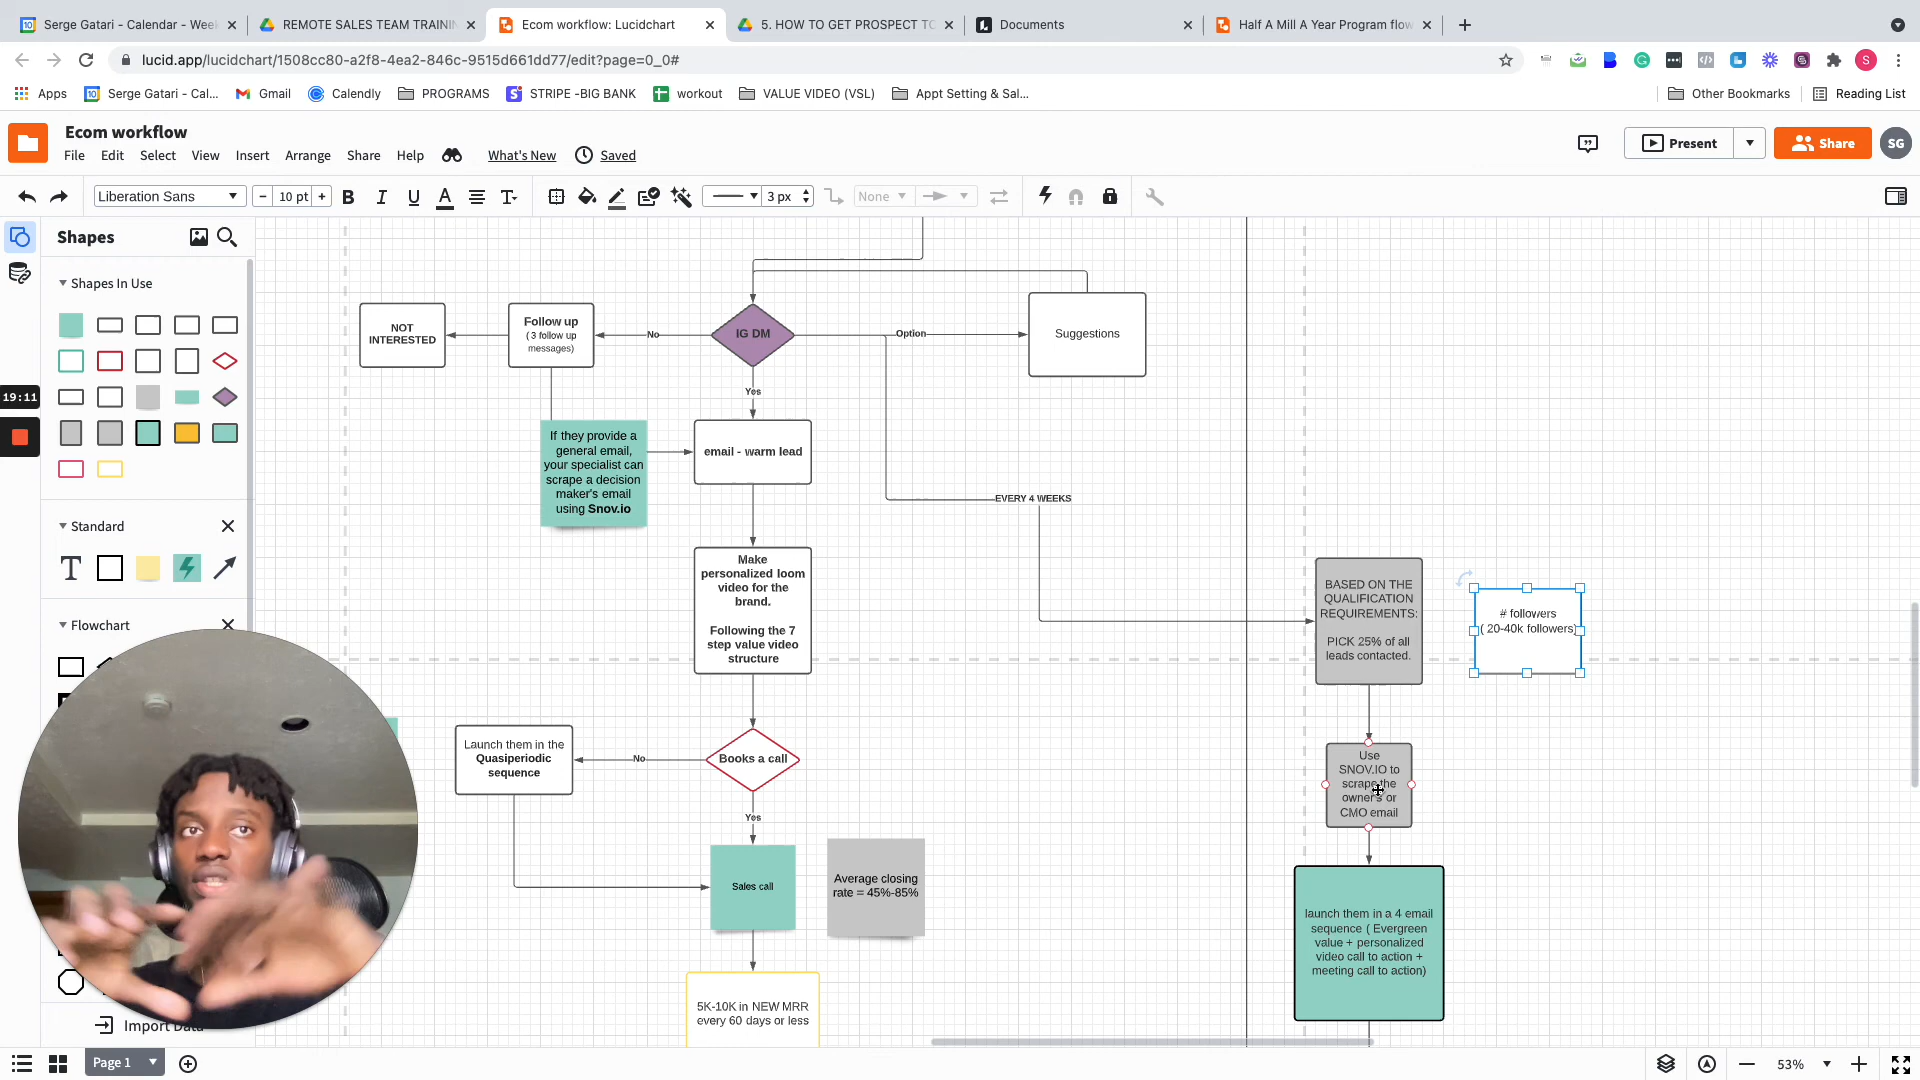 Serge Gatari - Calendar - Week
REMOTE SALES TEAM TRAININ
Ecom workflow: Lucidchart
5. HOW TO GET PROSPECT TO
Documents
Half A Mill A Year Program flow
lucid.app/lucidchart/1508cc80-a2f8-4ea2-846c-9515d661dd77/edit?page=0_0#
S
Apps
Serge Gatari - Cal...
Gmail
Calendly
PROGRAMS
STRIPE -BIG BANK
workout
VALUE VIDEO (VSL)
Appt Setting & Sal...
Other Bookmarks
Reading List
Ecom workflow
File
Edit
Select
View
Insert
Arrange
Share
Help
What's New
Saved
Present
Share
SG
Liberation Sans
10 pt
B
I
U
A
T
3 px
None
Shapes
Shapes In Use
19:11
Standard
T
Flowchart
Import Data
NOT
INTERESTED
Follow up
( 3 follow up
messages)
No
IG DM
Option
Suggestions
Yes
If they provide a
general email,
your specialist can
scrape a decision
maker's email
using Snov.io
email - warm lead
EVERY 4 WEEKS
Make
personalized loom
video for the
brand.
Following the 7
step value video
structure
BASED ON THE
QUALIFICATION
REQUIREMENTS:
PICK 25% of all
leads contacted.
# followers
( 20-40k followers)
Launch them in the
Quasiperiodic
sequence
No
Books a call
Yes
Use
SNOV.IO to
scrape the
owner's or
CMO email
Sales call
Average closing
rate = 45%-85%
launch them in a 4 email
sequence ( Evergreen
value + personalized
video call to action +
meeting call to action)
5K-10K in NEW MRR
every 60 days or less
Page 1
53%